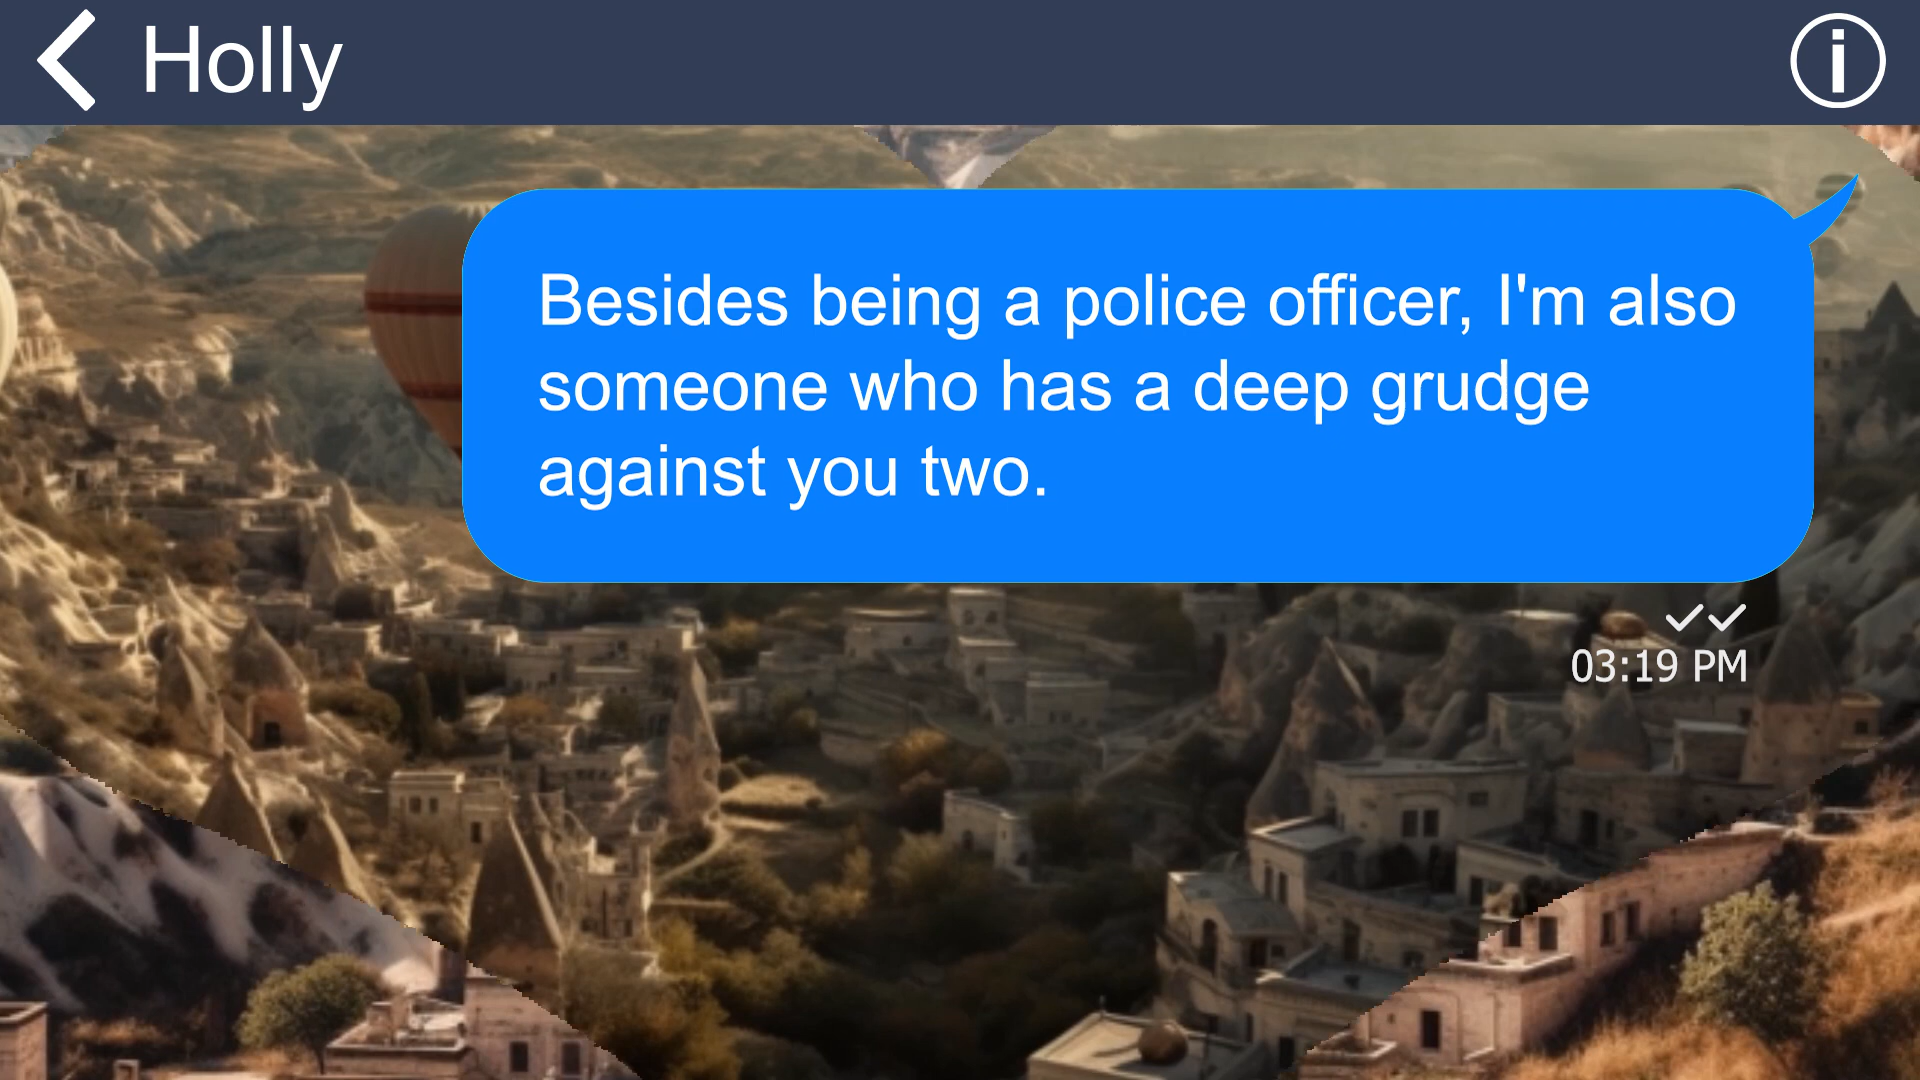 Holly
Besides being a police officer, I'm also
someone who has a deep grudge
against you two.
03:19 PM